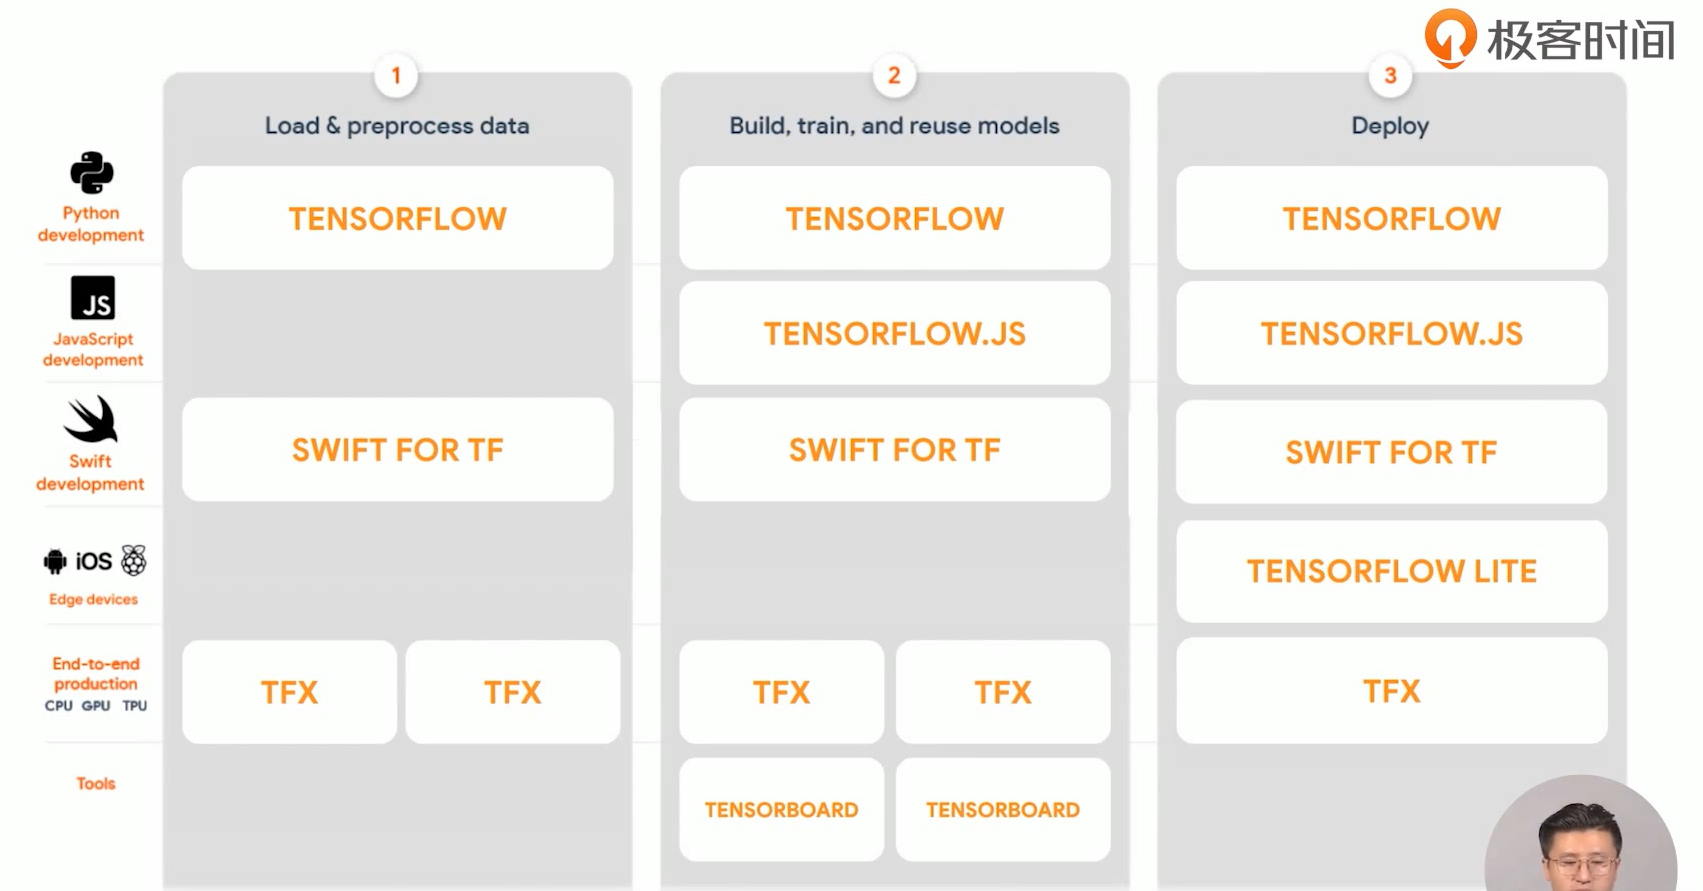 极客时间
1
2
3
Load & preprocess data
Build, train, and reuse models
Deploy
Python
development
TENSORFLOW
TENSORFLOW
TENSORFLOW
JS
JavaScript
development
TENSORFLOW.JS
TENSORFLOW.JS
Swift
development
SWIFT FOR TF
SWIFT FOR TF
SWIFT FOR TF
iOS
Edge devices
TENSORFLOW LITE
End-to-end
production
CPU GPU TPU
TFX
TFX
TFX
TFX
TFX
Tools
TENSORBOARD
TENSORBOARD